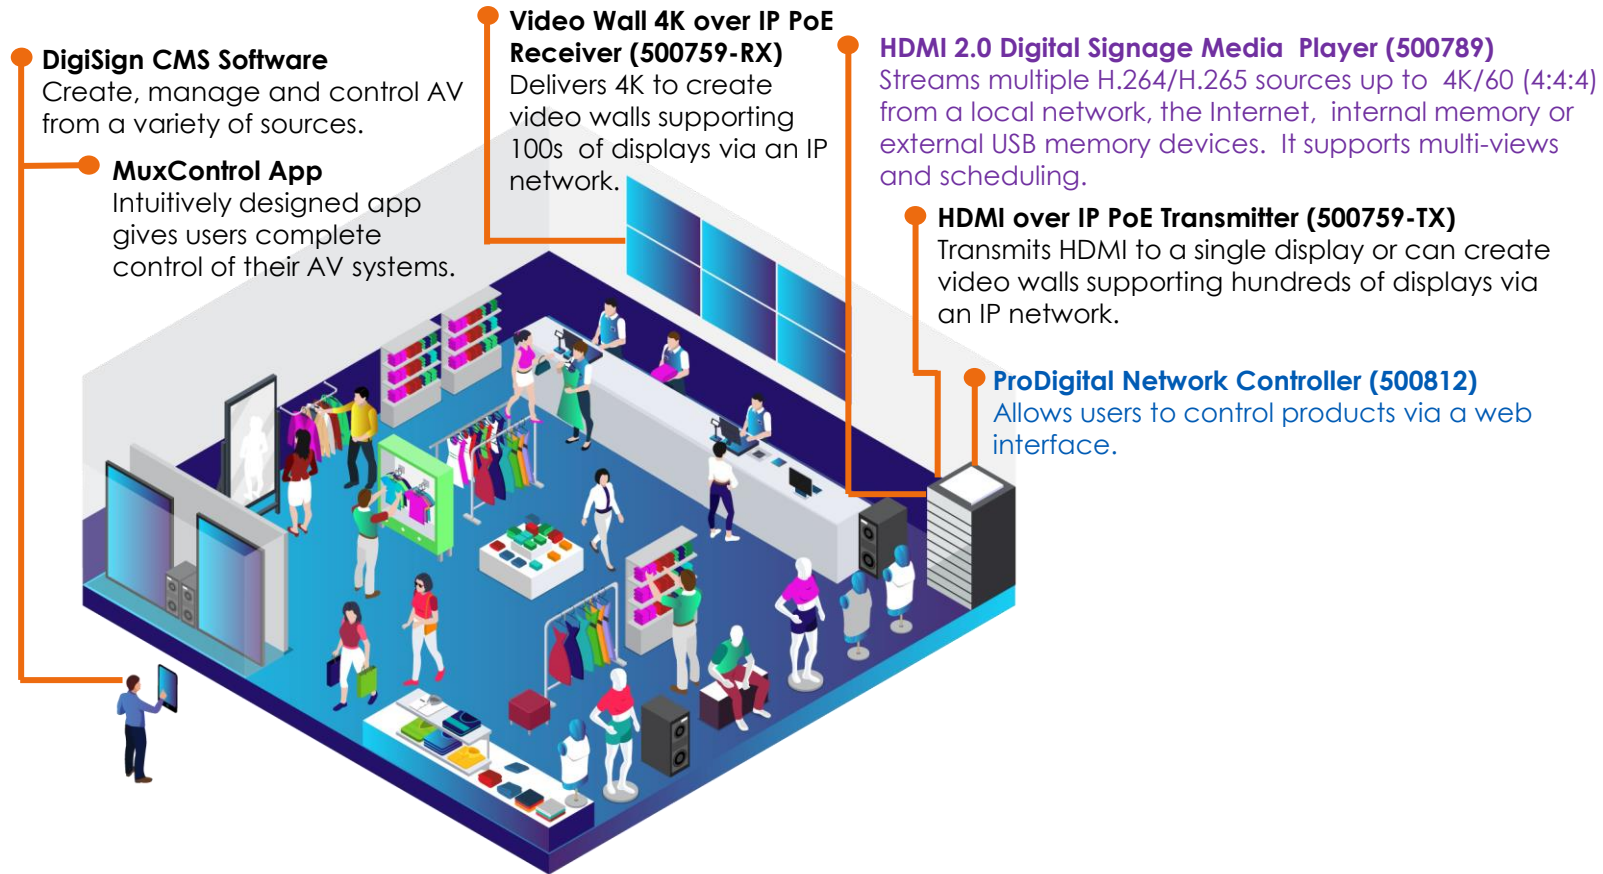 DigiSign CMS Software
Create, manage and control AV
from a variety of sources.
MuxControl App
Intuitively designed app
gives users complete
control of their AV systems.
Video Wall 4K over IP PoE
Receiver (500759-RX)
Delivers 4K to create
video walls supporting
100s of displays via an IP
network.
HDMI 2.0 Digital Signage Media Player (500789)
Streams multiple H.264/H.265 sources up to 4K/60 (4:4:4)
from a local network, the Internet, internal memory or
external USB memory devices. It supports multi-views
and scheduling.
HDMI over IP PoE Transmitter (500759-TX)
Transmits HDMI to a single display or can create
video walls supporting hundreds of displays via
an IP network.
ProDigital Network Controller (500812)
Allows users to control products via a web
interface.